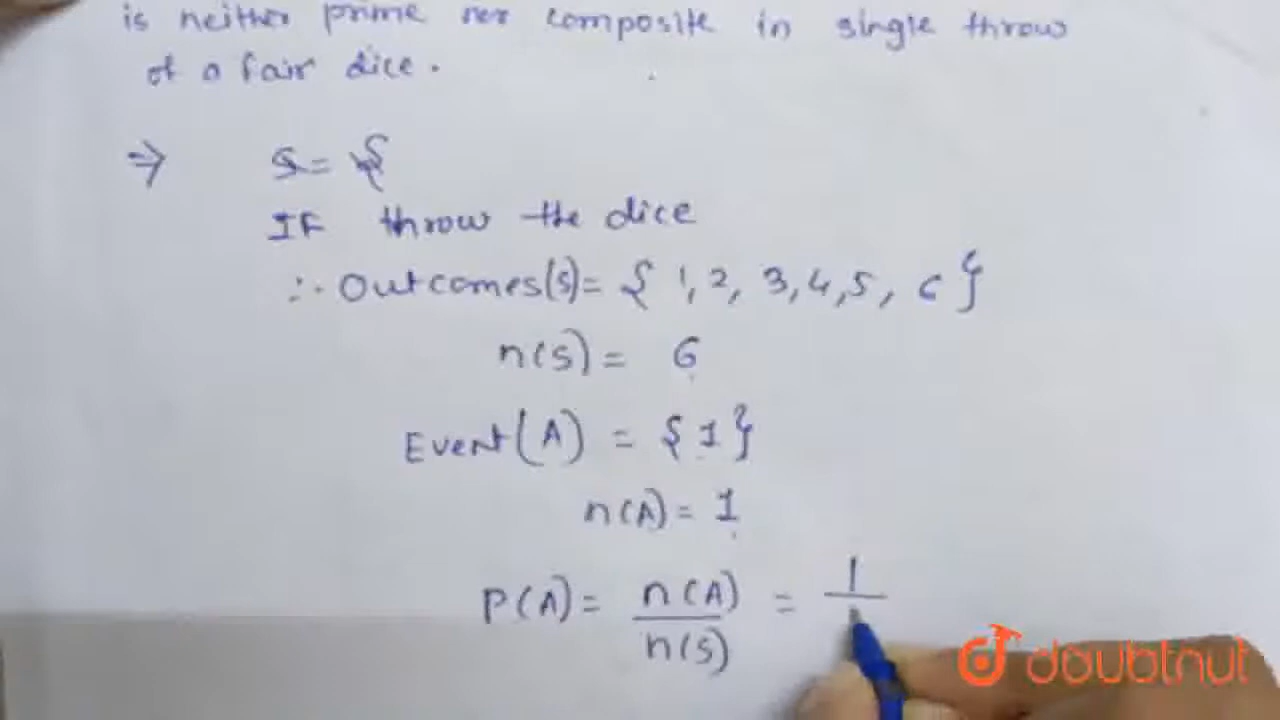 is neither prime ner composite in single throw
of a fair dice.
⇒ S = {
IF throw the dice
∴ Outcomes(s) = { 1, 2, 3, 4, 5, 6 }
n(s) = 6
Event(A) = { 1 }
n(A) = 1
P(A) = n(A) / n(s) = 1 /
doubtnut